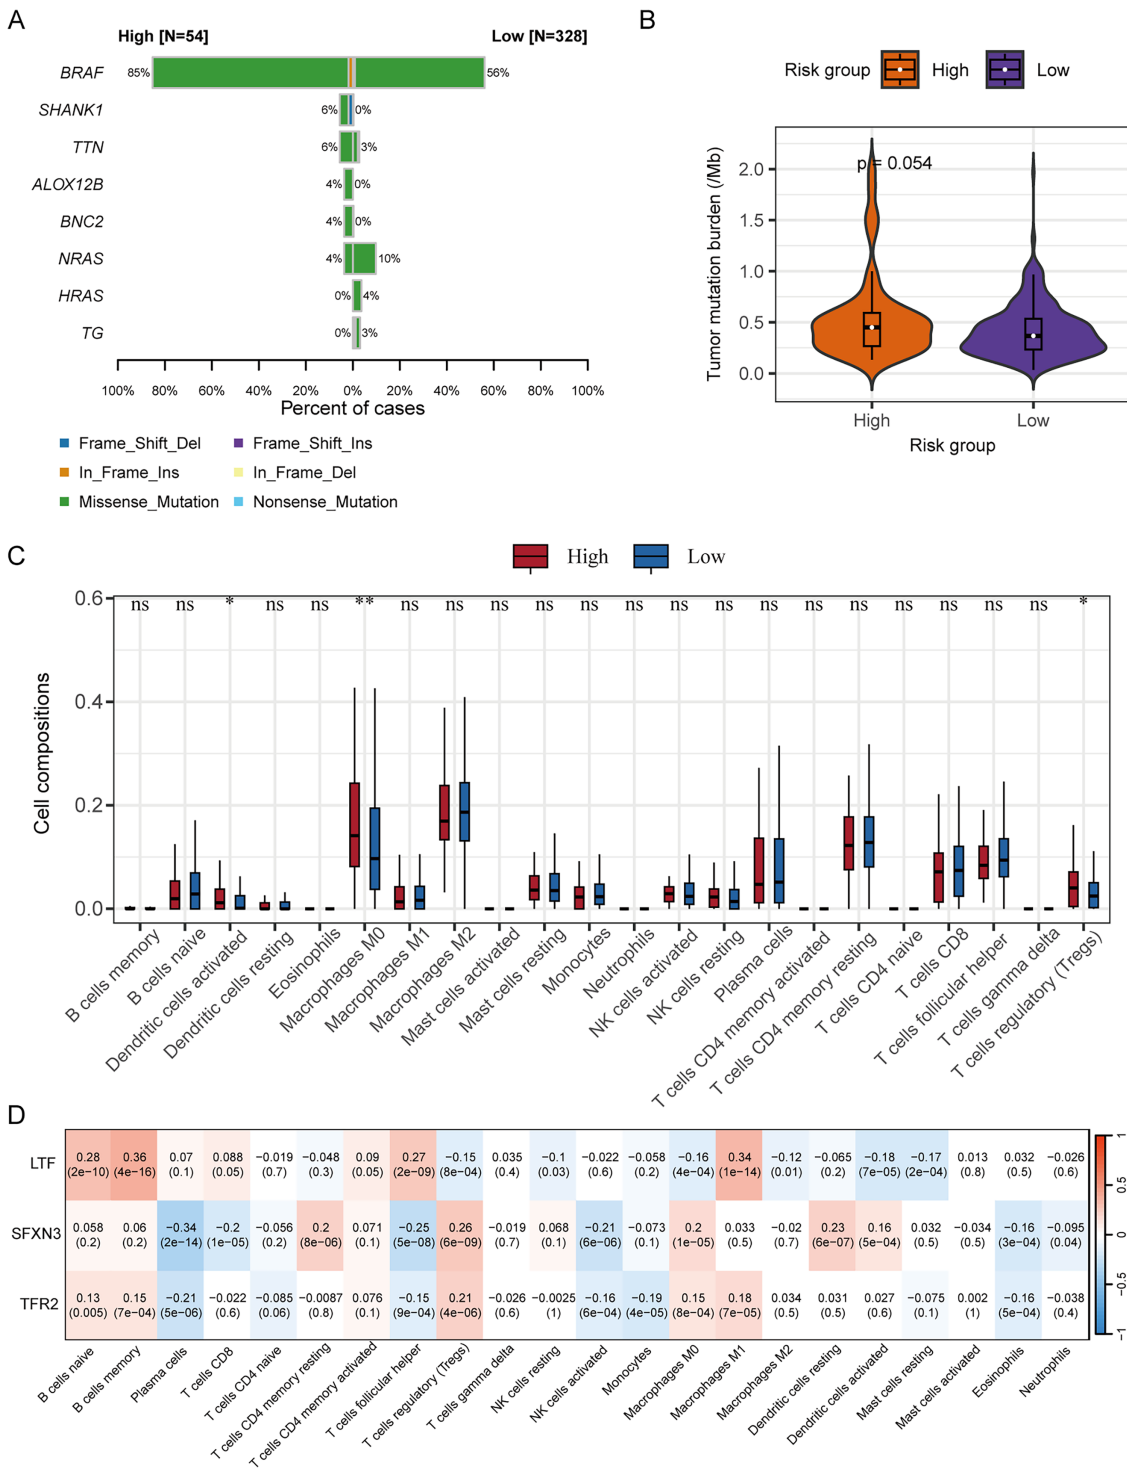 A
High [N=54]
Low [N=328]
BRAF
85%
56%
SHANK1
6%
0%
TTN
6%
3%
ALOX12B
4%
0%
BNC2
4%
0%
NRAS
4%
10%
HRAS
0%
4%
TG
0%
3%
100% 80% 60% 40% 20% 0% 20% 40% 60% 80% 100%
Percent of cases
Frame_Shift_Del
Frame_Shift_Ins
In_Frame_Ins
In_Frame_Del
Missense_Mutation
Nonsense_Mutation
B
Risk group High Low
p = 0.054
Tumor mutation burden (/Mb)
2.0
1.5
1.0
0.5
0.0
High Low
Risk group
C
High Low
ns ns * ns ns ** ns ns ns ns ns ns ns ns ns ns ns ns ns ns ns *
Cell compositions
0.6
0.4
0.2
0.0
B cells memory
B cells naive
Dendritic cells activated
Dendritic cells resting
Eosinophils
Macrophages M0
Macrophages M1
Macrophages M2
Mast cells activated
Mast cells resting
Monocytes
Neutrophils
NK cells activated
NK cells resting
Plasma cells
T cells CD4 memory activated
T cells CD4 memory resting
T cells CD4 naive
T cells CD8
T cells follicular helper
T cells gamma delta
T cells regulatory (Tregs)
D
LTF
0.28 0.36 0.07 0.088 −0.019 −0.048 0.09 0.27 −0.15 0.004 −0.1 −0.022 −0.058 −0.16 0.34 −0.12 −0.065 −0.18 −0.17 0.013 0.032 −0.026
(2e−10) (4e−16) (0.1) (0.05) (0.7) (0.3) (0.05) (2e−09) (8e−04) (0.4) (0.03) (0.6) (0.2) (4e−04) (1e−14) (0.01) (0.2) (7e−05) (2e−04) (0.8) (0.5) (0.6)
SFXN3
0.058 0.06 −0.34 −0.2 −0.056 0.2 0.071 −0.25 0.26 −0.019 0.068 −0.21 −0.073 0.2 0.033 −0.02 0.23 0.16 0.032 −0.034 −0.16 −0.095
(0.2) (0.2) (2e−14) (1e−05) (0.2) (8e−06) (0.1) (5e−08) (6e−09) (0.7) (0.1) (6e−06) (0.1) (1e−05) (0.5) (0.7) (6e−07) (5e−04) (0.5) (0.5) (3e−04) (0.04)
TFR2
0.13 0.15 −0.21 −0.022 −0.085 −0.0087 0.076 −0.15 0.21 −0.026 −0.0025 −0.16 −0.19 0.15 0.18 0.034 0.031 0.027 −0.075 0.002 −0.16 −0.038
(0.005) (7e−04) (5e−06) (0.6) (0.06) (0.8) (0.1) (9e−04) (4e−06) (0.6) (1) (4e−04) (4e−05) (8e−04) (7e−05) (0.5) (0.5) (0.6) (0.1) (1) (5e−04) (0.4)
1
0.5
0
−0.5
−1
B cells naive
B cells memory
Plasma cells
T cells CD8
T cells CD4 naive
T cells CD4 memory resting
T cells CD4 memory activated
T cells follicular helper
T cells regulatory (Tregs)
T cells gamma delta
NK cells resting
NK cells activated
Monocytes
Macrophages M0
Macrophages M1
Macrophages M2
Dendritic cells resting
Dendritic cells activated
Mast cells resting
Mast cells activated
Eosinophils
Neutrophils